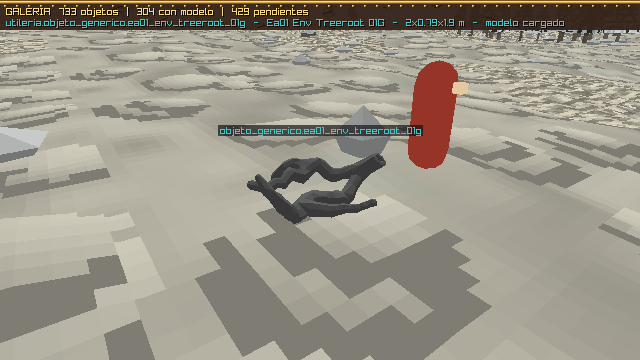 GALERÍA 733 objetos | 304 con modelo | 429 pendientes
utileria.objeto_generico.ea01_env_treeroot_01g - Ea01 Env Treeroot 01G - 2x0.79x1.9 m - modelo cargado
objeto_generico.ea01_env_treeroot_01g